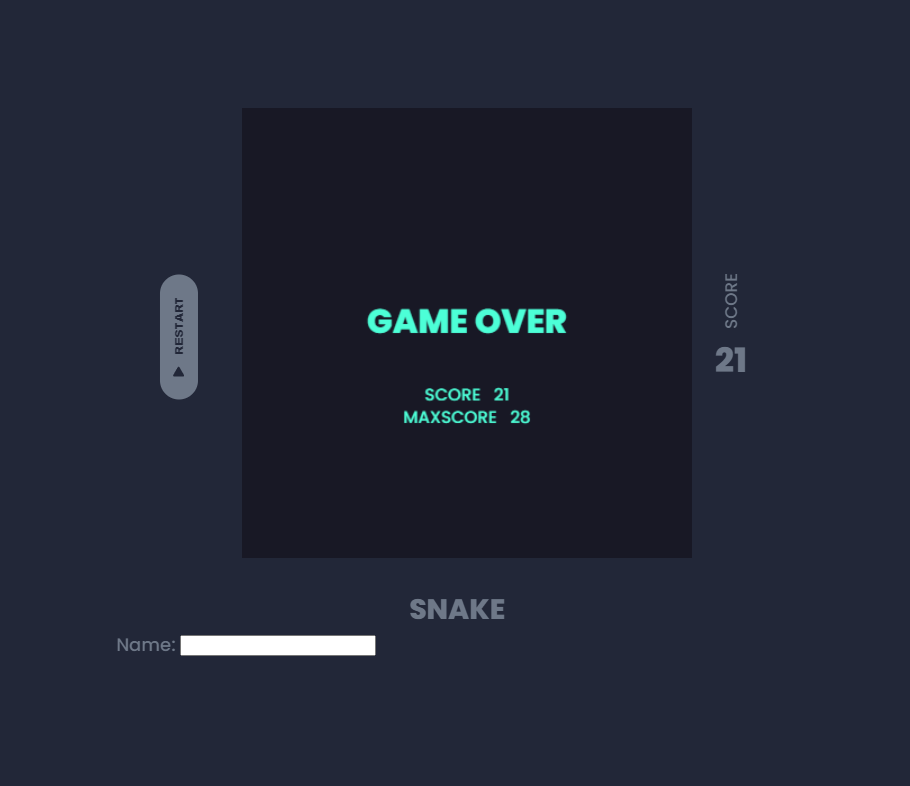 GAME OVER
SCORE 21
MAXSCORE 28
RESTART
SCORE
21
SNAKE
Name: